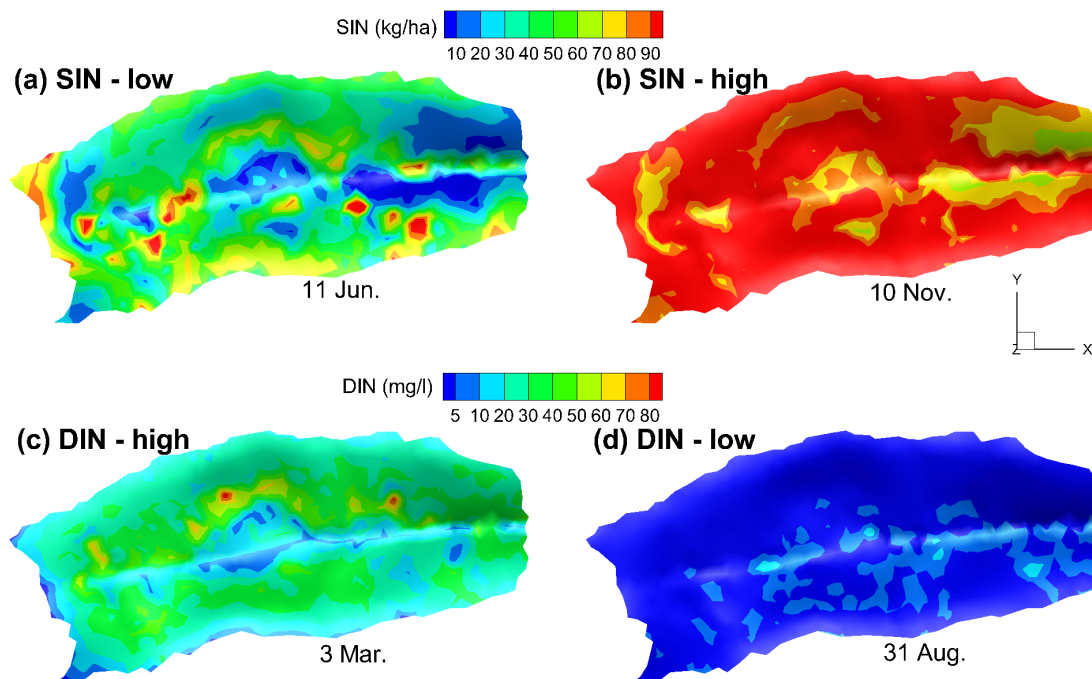 SIN (kg/ha)
10 20 30 40 50 60 70 80 90
(a) SIN - low
(b) SIN - high
11 Jun.
10 Nov.
Y
Z
X
DIN (mg/l)
5 10 20 30 40 50 60 70 80
(c) DIN - high
(d) DIN - low
3 Mar.
31 Aug.